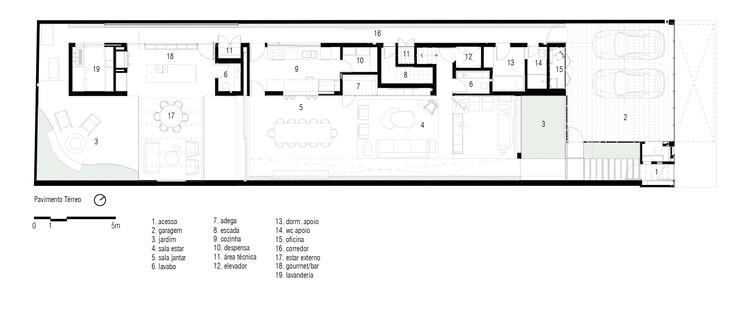 16
18
11
11
12
19
9
10
13
14
15
6
8
6
7
5
17
4
3
2
3
1
Pavimento Térreo
0 1 5m
1. acesso
2. garagem
3. jardim
4. sala estar
5. sala jantar
6. lavabo
7. adega
8. escada
9. cozinha
10. despensa
11. área técnica
12. elevador
13. dorm. apoio
14. wc apoio
15. oficina
16. corredor
17. estar externo
18. gourmet/bar
19. lavanderia